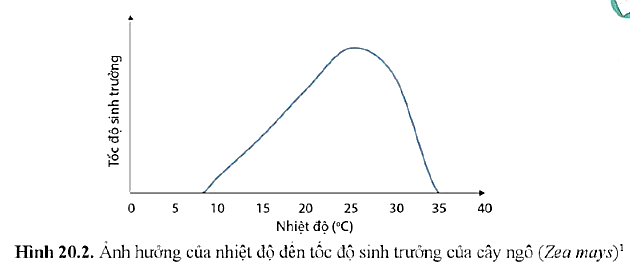 Tốc độ sinh trưởng
0 5 10 15 20 25 30 35 40
Nhiệt độ (°C)
Hình 20.2. Ảnh hưởng của nhiệt độ đến tốc độ sinh trưởng của cây ngô (Zea mays)¹